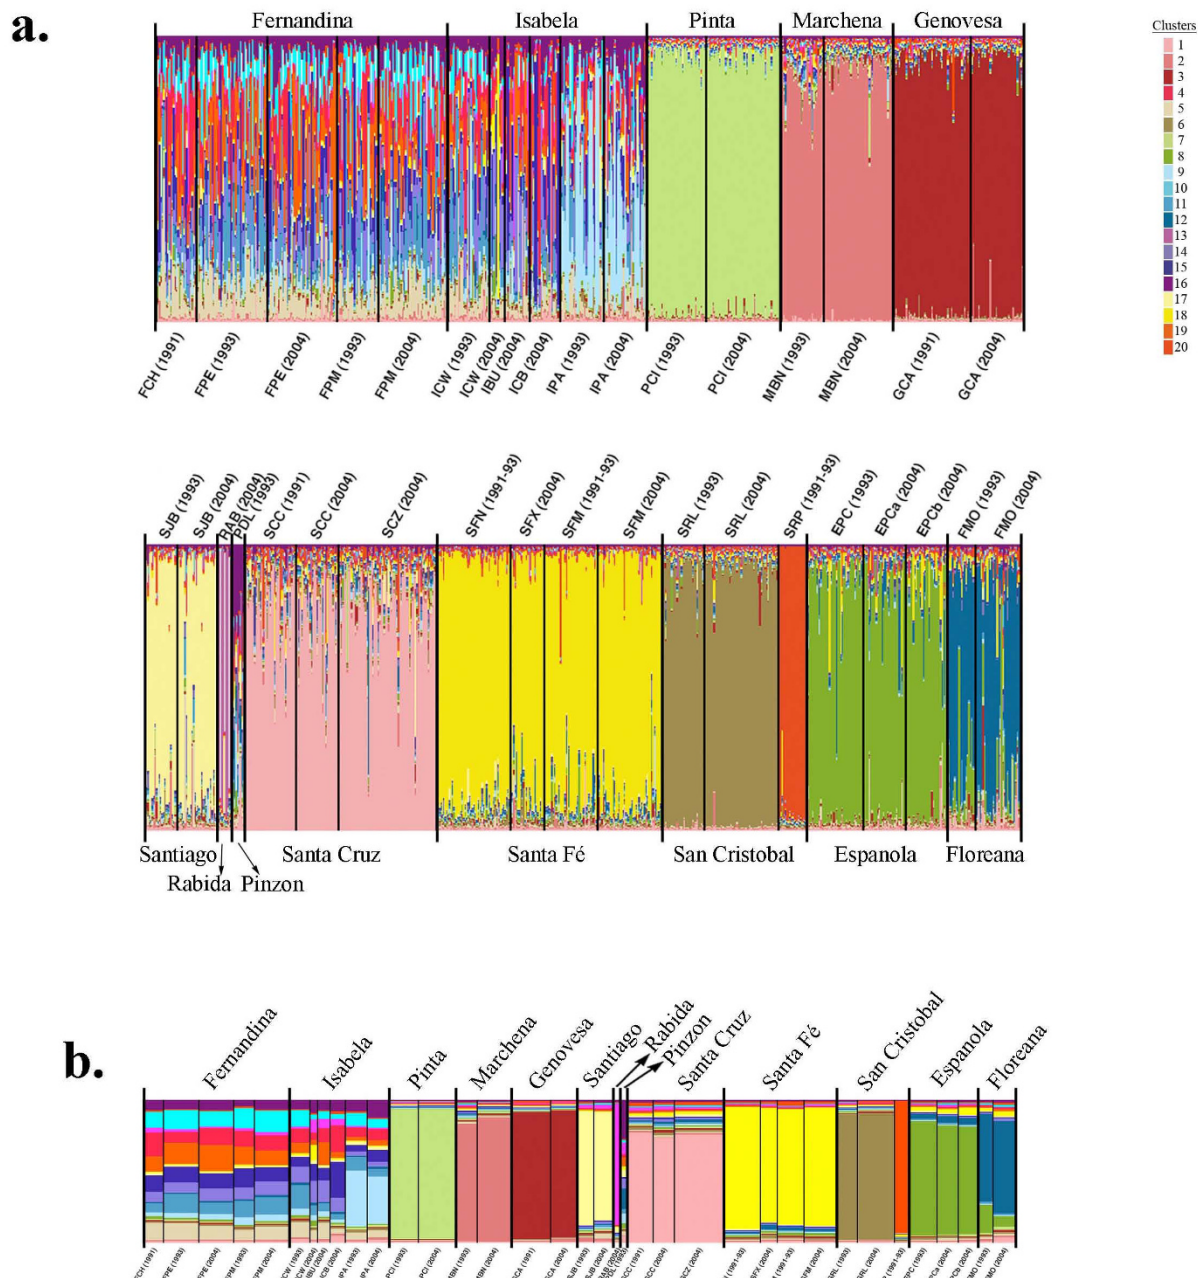 a.
Fernandina Isabela Pinta Marchena Genovesa
Clusters
1
2
3
4
5
6
7
8
9
10
11
12
13
14
15
16
17
18
19
20
FCH (1991) FPE (1993) FPE (2004) FPM (1993) FPM (2004) ICW (1993) ICW (2004) IBU (2004) ICB (2004) IPA (1993) IPA (2004) PCI (1993) PCI (2004) MBN (1993) MBN (2004) GCA (1991) GCA (2004)
SJB (1993) SJB (2004) RAB (2004) PDL (1993) SCC (1991) SCC (2004) SCZ (2004) SFN (1991-93) SFX (2004) SFM (1991-93) SFM (2004) SRL (1993) SRL (2004) SRP (1991-93) EPC (1993) EPCa (2004) EPCb (2004) FMO (1993) FMO (2004)
Santiago Santa Cruz Santa Fé San Cristobal Espanola Floreana
Rabida Pinzon
b.
Fernandina Isabela Pinta Marchena Genovesa Santiago Rabida Pinzon Santa Cruz Santa Fé San Cristobal Espanola Floreana